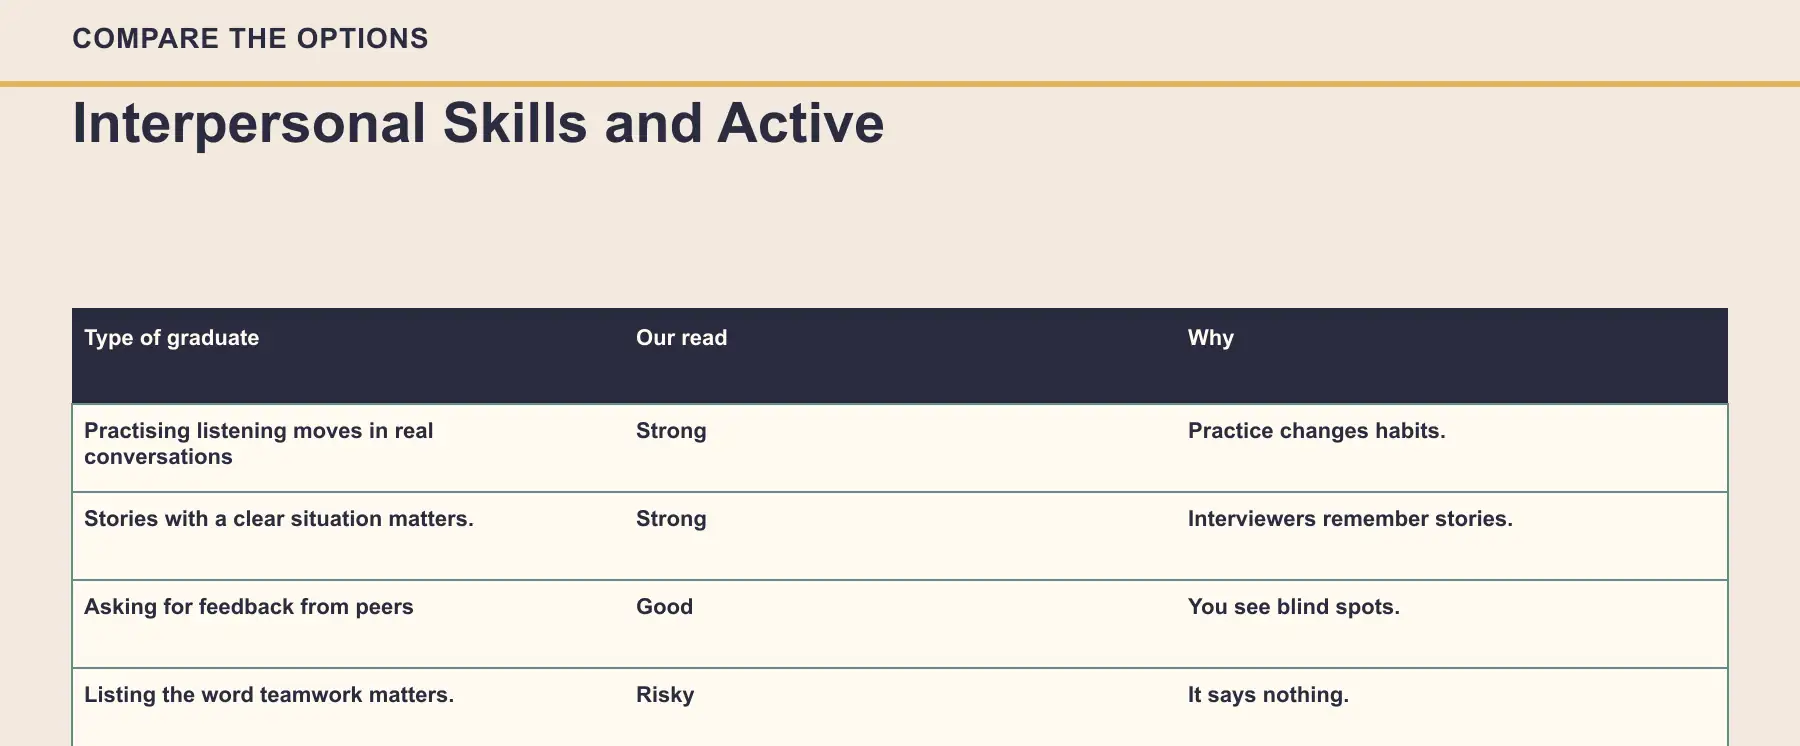 COMPARE THE OPTIONS
Interpersonal Skills and Active
Type of graduate Our read Why
Practising listening moves in real
conversations
Strong
Practice changes habits.
Stories with a clear situation matters. Strong Interviewers remember stories.
Asking for feedback from peers Good You see blind spots.
Listing the word teamwork matters. Risky It says nothing.